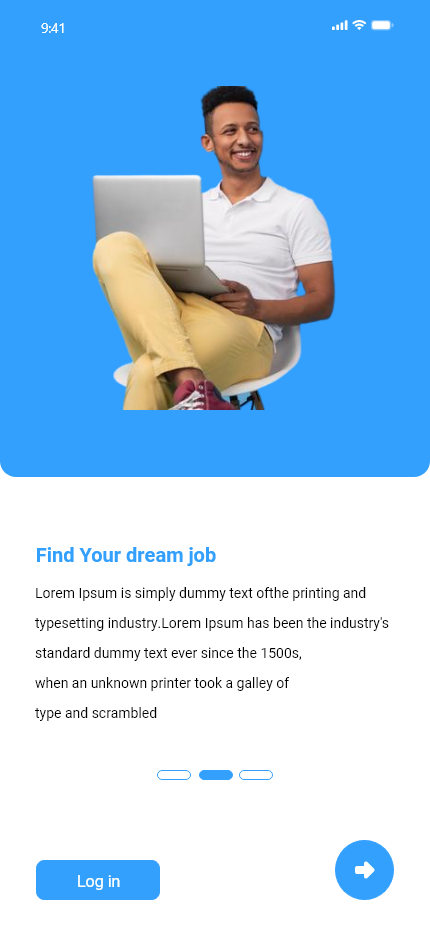 9:41
Find Your dream job
Lorem Ipsum is simply dummy text ofthe printing and
typesetting industry.Lorem Ipsum has been the industry's
standard dummy text ever since the 1500s,
when an unknown printer took a galley of
type and scrambled
Log in